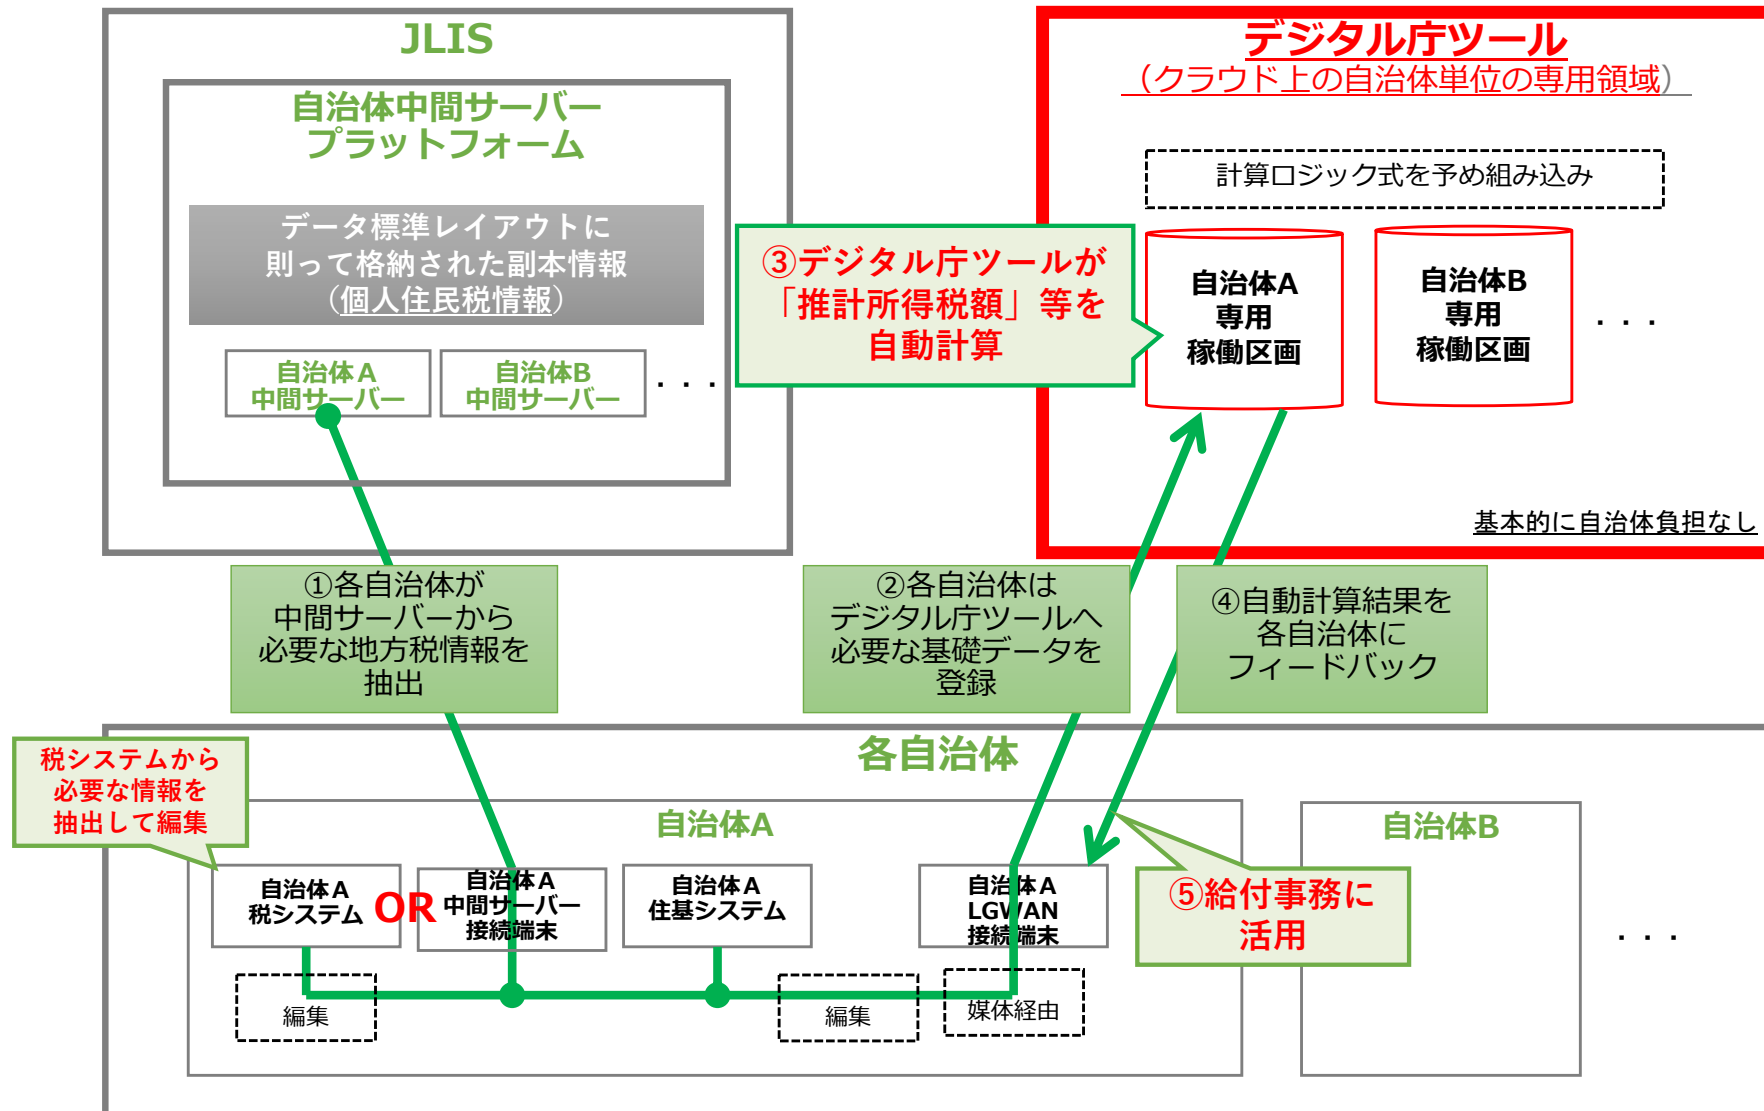 JLIS
自治体中間サーバー
プラットフォーム
データ標準レイアウトに
則って格納された副本情報
（個人住民税情報）
自治体A
中間サーバー
自治体B
中間サーバー
・・・
デジタル庁ツール
（クラウド上の自治体単位の専用領域）
計算ロジック式を予め組み込み
③デジタル庁ツールが
「推計所得税額」等を
自動計算
自治体A
専用
稼働区画
自治体B
専用
稼働区画
・・・
基本的に自治体負担なし
①各自治体が
中間サーバーから
必要な地方税情報を
抽出
②各自治体は
デジタル庁ツールへ
必要な基礎データを
登録
④自動計算結果を
各自治体に
フィードバック
各自治体
税システムから
必要な情報を
抽出して編集
自治体A
自治体A
税システム
OR
自治体A
中間サーバー
接続端末
自治体A
住基システム
自治体A
LGWAN
接続端末
⑤給付事務に
活用
編集
編集
媒体経由
自治体B
・・・